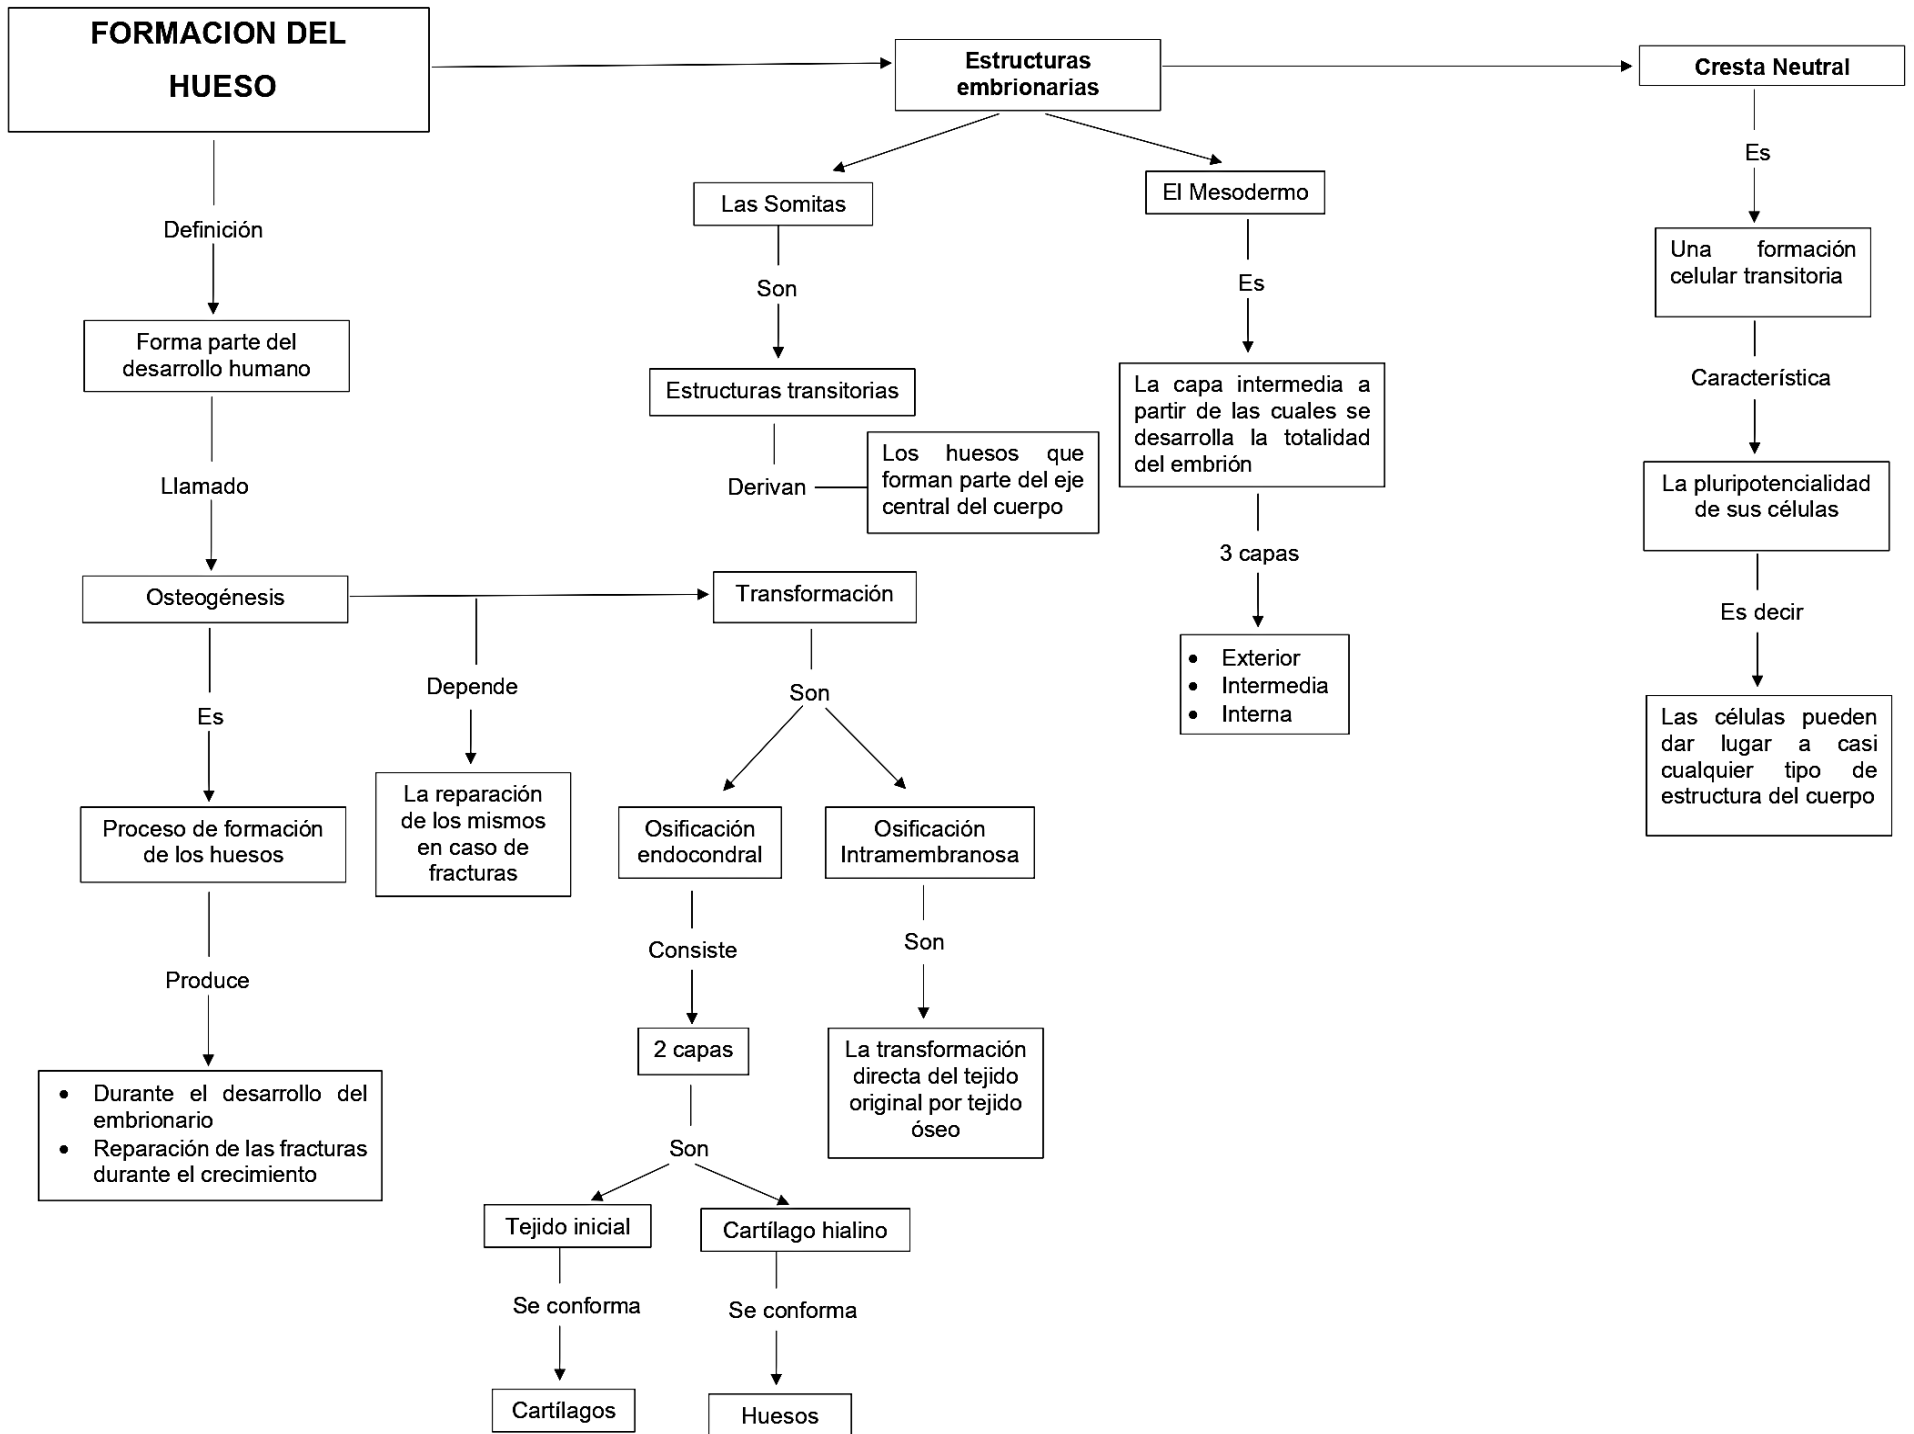 FORMACION DEL
HUESO
Definición
Forma parte del
desarrollo humano
Llamado
Osteogénesis
Es
Proceso de formación
de los huesos
Produce
• Durante el desarrollo del
embrionario
• Reparación de las fracturas
durante el crecimiento
Depende
La reparación
de los mismos
en caso de
fracturas
Transformación
Son
Osificación
endocondral
Consiste
2 capas
Son
Tejido inicial
Se conforma
Cartílagos
Cartílago hialino
Se conforma
Huesos
Osificación
Intramembranosa
Son
La transformación
directa del tejido
original por tejido
óseo
Estructuras
embrionarias
Las Somitas
Son
Estructuras transitorias
Derivan
Los huesos que
forman parte del eje
central del cuerpo
El Mesodermo
Es
La capa intermedia a
partir de las cuales se
desarrolla la totalidad
del embrión
3 capas
• Exterior
• Intermedia
• Interna
Cresta Neutral
Es
Una formación
celular transitoria
Característica
La pluripotencialidad
de sus células
Es decir
Las células pueden
dar lugar a casi
cualquier tipo de
estructura del cuerpo